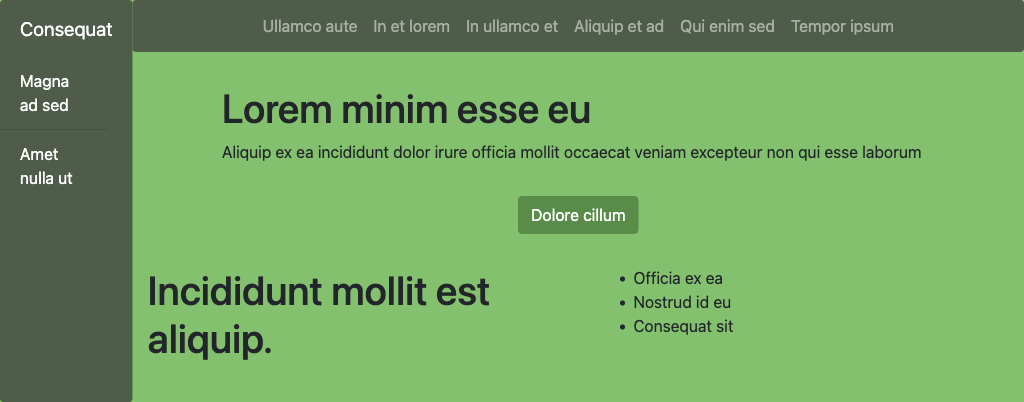 Consequat
Magna
ad sed
Amet
nulla ut
Ullamco aute In et lorem In ullamco et Aliquip et ad Qui enim sed Tempor ipsum
Lorem minim esse eu
Aliquip ex ea incididunt dolor irure officia mollit occaecat veniam excepteur non qui esse laborum
Dolore cillum
Incididunt mollit est
aliquip.
Officia ex ea
Nostrud id eu
Consequat sit